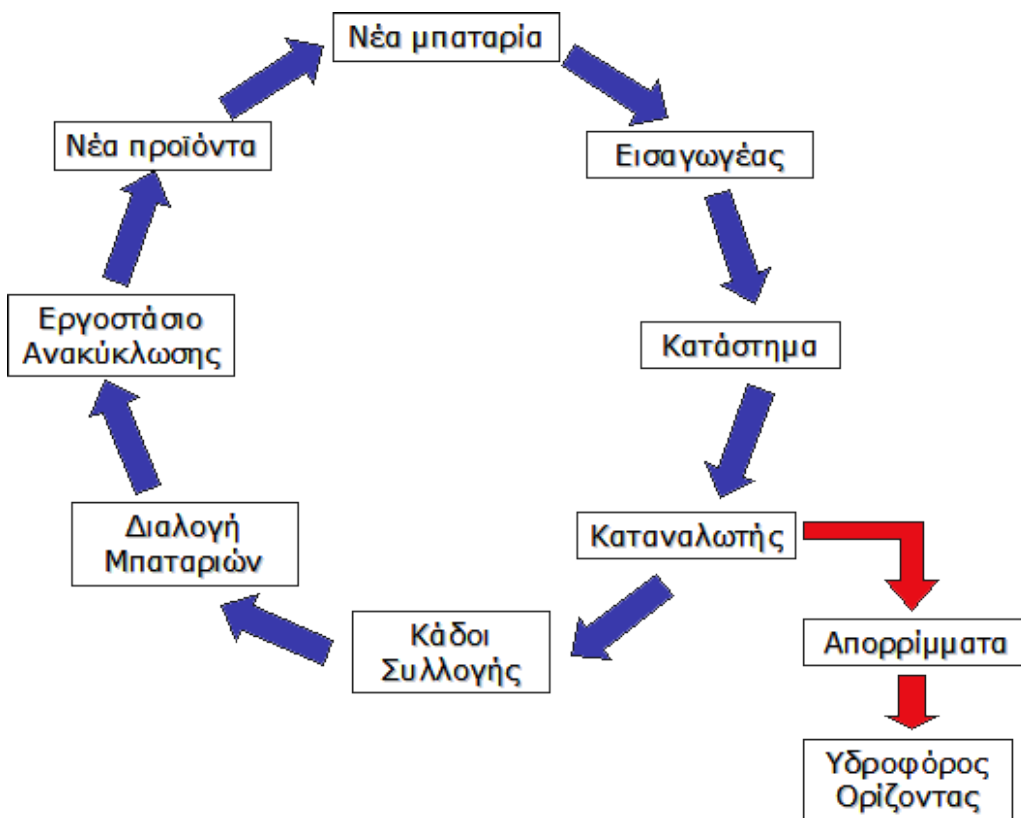 Νέα μπαταρία
Εισαγωγέας
Κατάστημα
Καταναλωτής
Απορρίμματα
Υδροφόρος
Ορίζοντας
Κάδοι
Συλλογής
Διαλογή
Μπαταριών
Εργοστάσιο
Ανακύκλωσης
Νέα προϊόντα